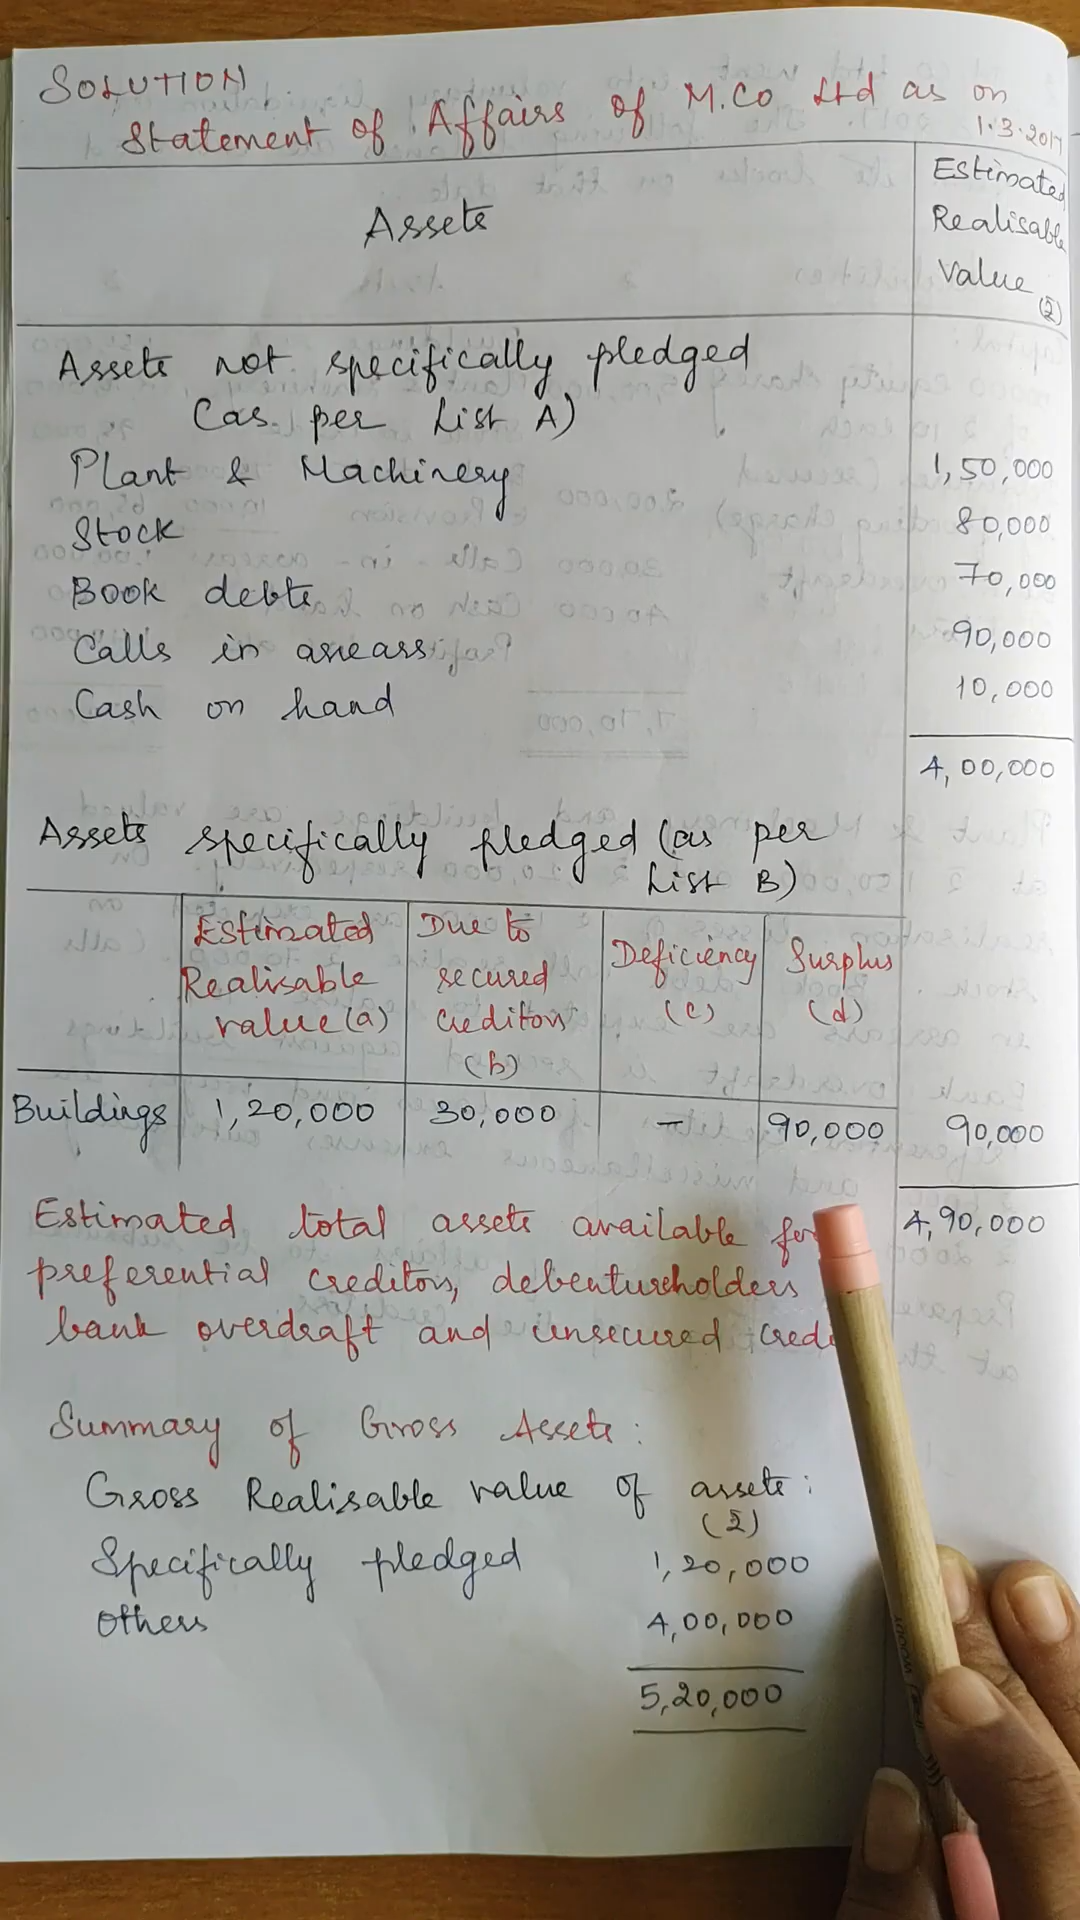 SOLUTION
Statement of Affairs of M.Co Ltd as on
1.3.2017
Assets
Estimated
Realisable
Value
(₹)
Assets not specifically pledged
(as per List A)
Plant & Machinery 1,50,000
Stock 80,000
Book debts 70,000
Calls in arrears 90,000
Cash on hand 10,000
4,00,000
Assets specifically pledged (as per
List B)
Estimated
Realisable
value (a)
Due to
secured
creditors
(b)
Deficiency
(c)
Surplus
(d)
Buildings 1,20,000 30,000 - 90,000 90,000
Estimated total assets available for 4,90,000
preferential creditors, debentureholders
bank overdraft and unsecured
Summary of Gross Assets:
Gross Realisable value of assets:
(₹)
Specifically pledged 1,20,000
Others 4,00,000
5,20,000